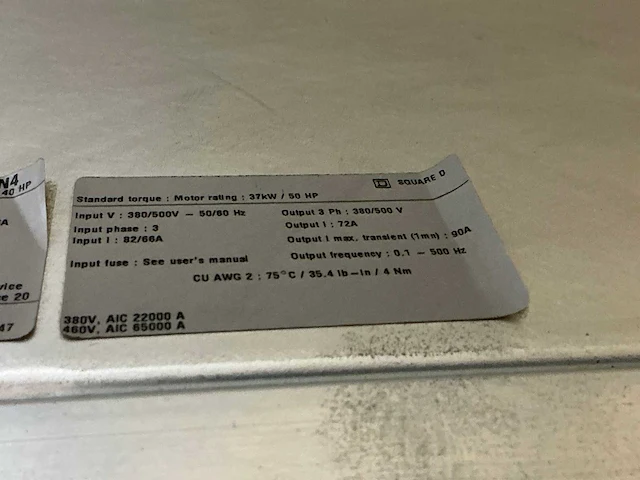 N4
40 HP
SQUARE D
Standard torque : Motor rating : 37kW / 50 HP
Input V : 380/500V - 50/60 Hz
Output 3 Ph : 380/500 V
Input phase : 3
Output I : 72A
Input I : 82/66A
Output I max. transient (1mn) : 90A
Output frequency : 0.1 - 500 Hz
Input fuse : See user's manual
CU AWG 2 : 75°C / 35.4 lb-in / 4 Nm
380V, AIC 22000 A
460V, AIC 65000 A
20
47